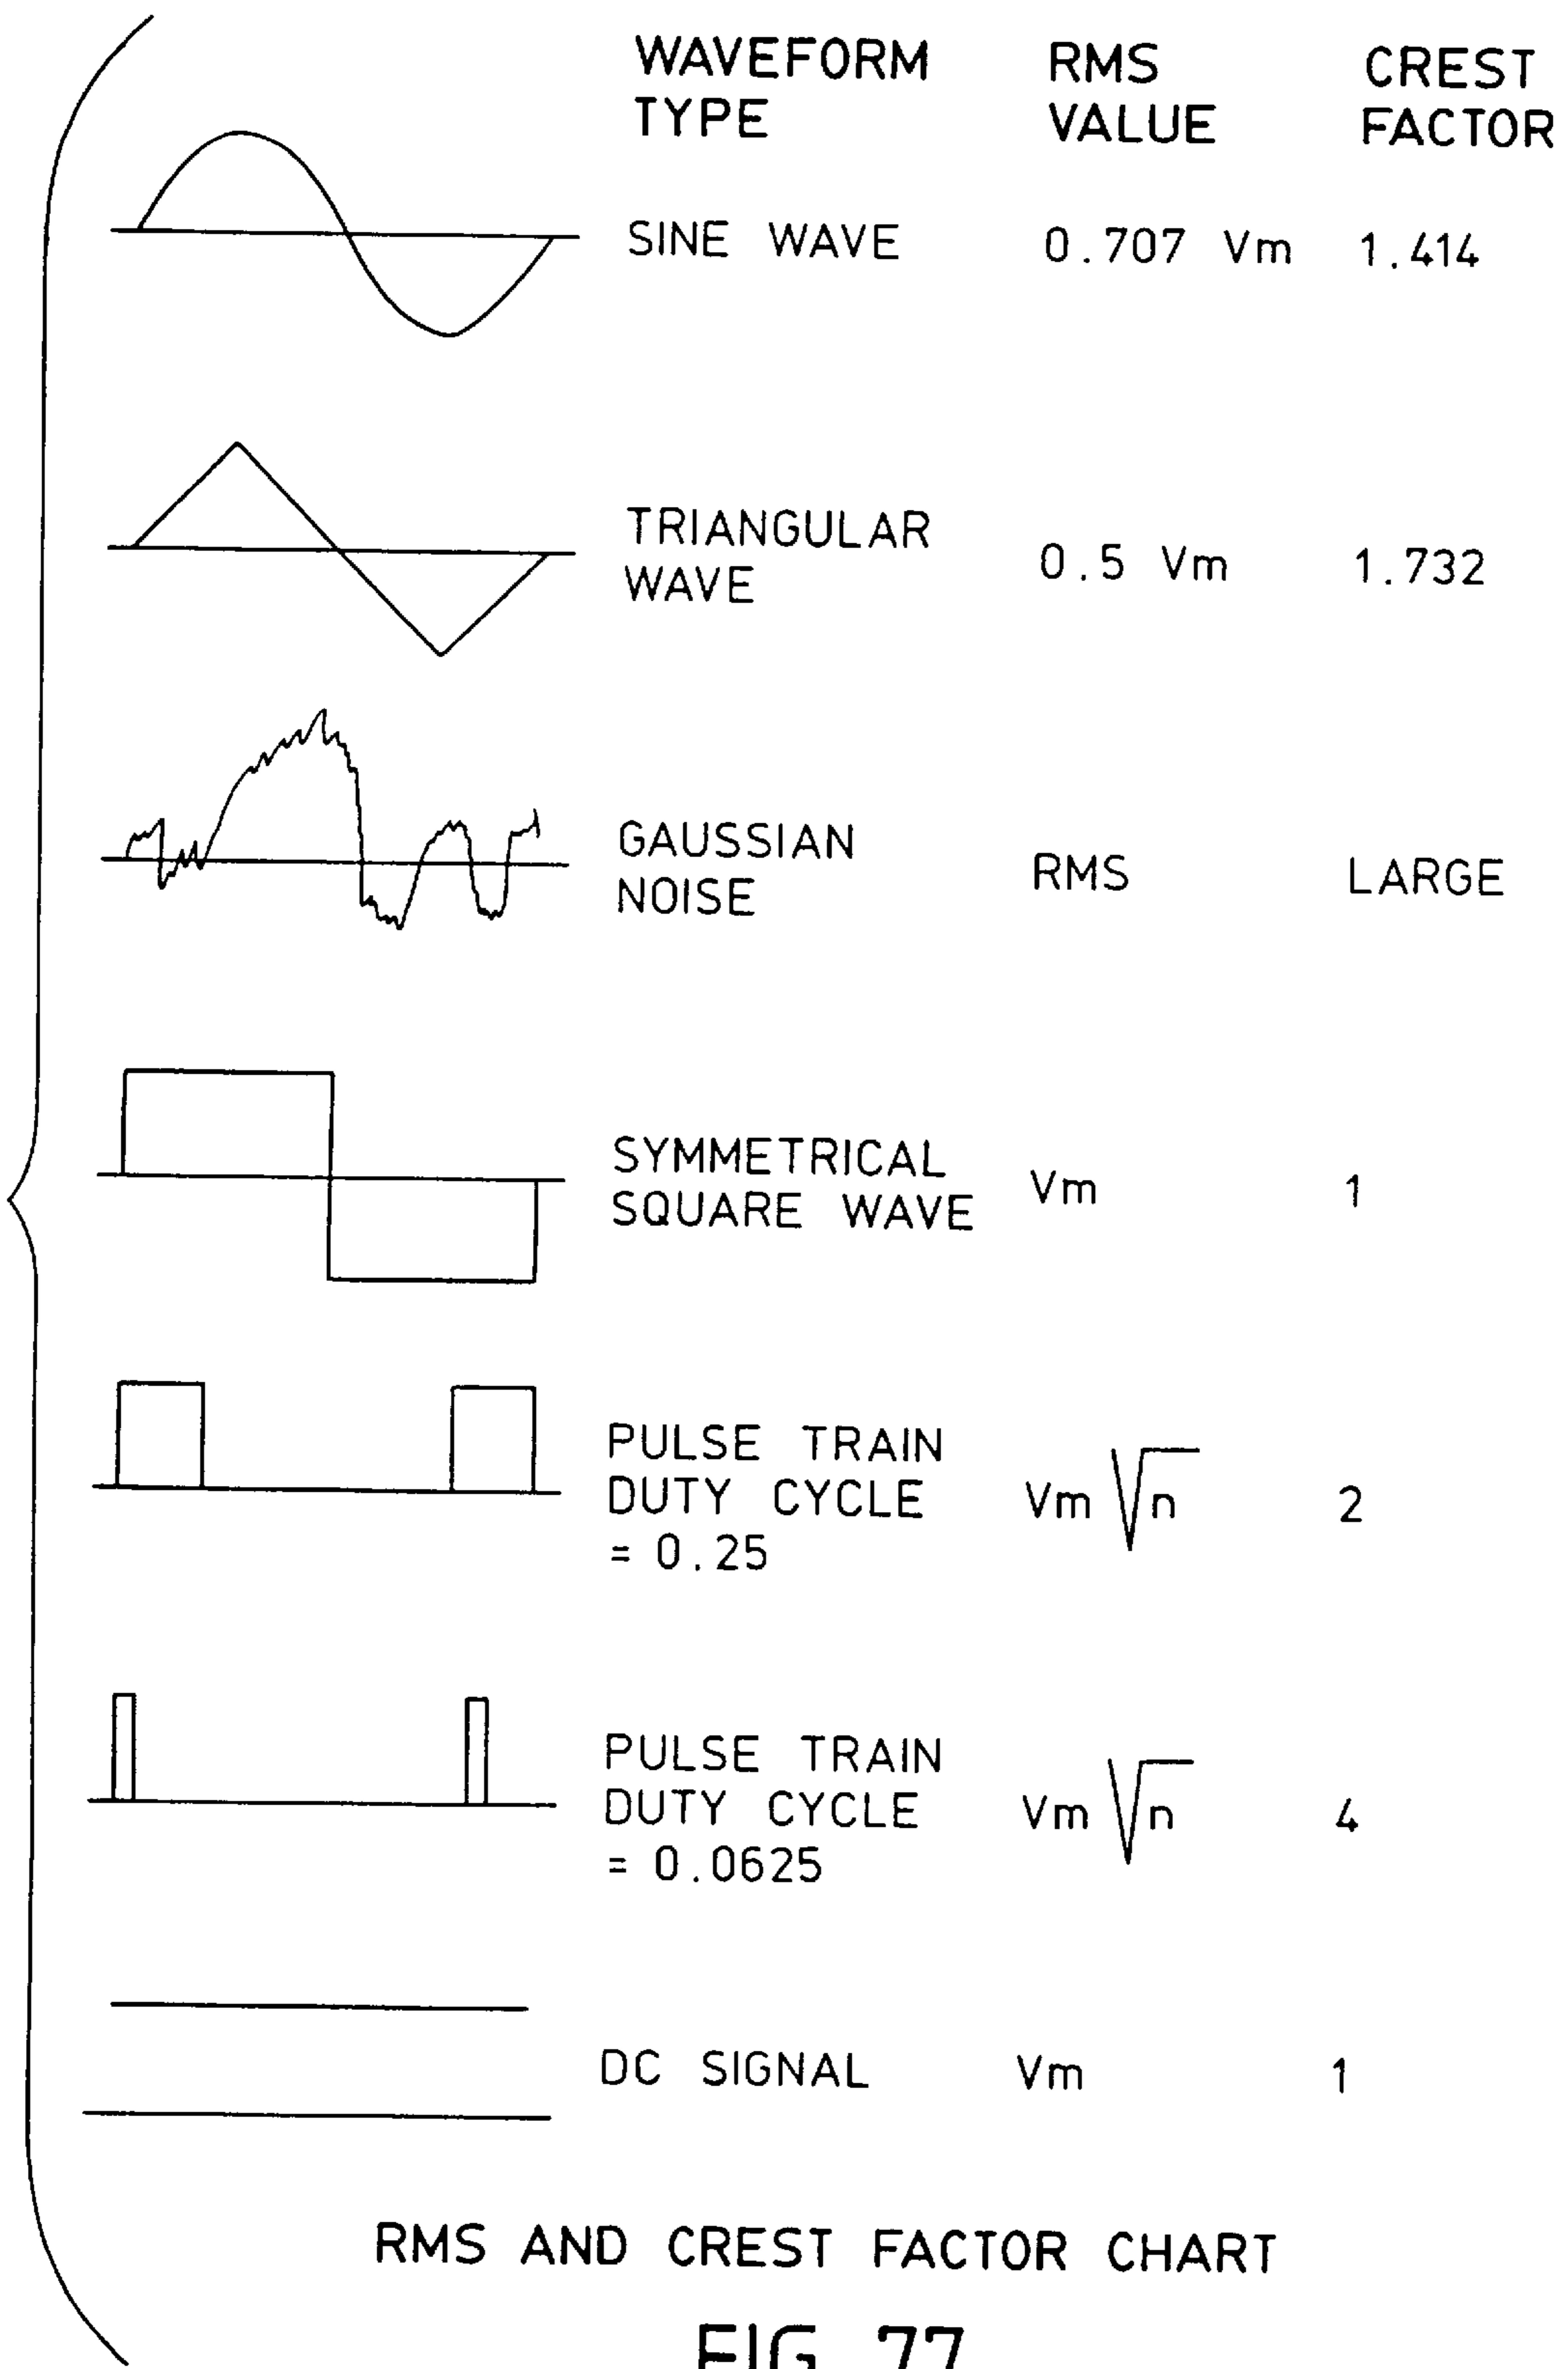 WAVEFORM TYPE RMS VALUE CREST FACTOR
SINE WAVE 0.707 Vm 1.414
TRIANGULAR WAVE 0.5 Vm 1.732
GAUSSIAN NOISE RMS LARGE
SYMMETRICAL SQUARE WAVE Vm 1
PULSE TRAIN DUTY CYCLE = 0.25 Vm √n 2
PULSE TRAIN DUTY CYCLE = 0.0625 Vm √n 4
DC SIGNAL Vm 1
RMS AND CREST FACTOR CHART
FIG. 77